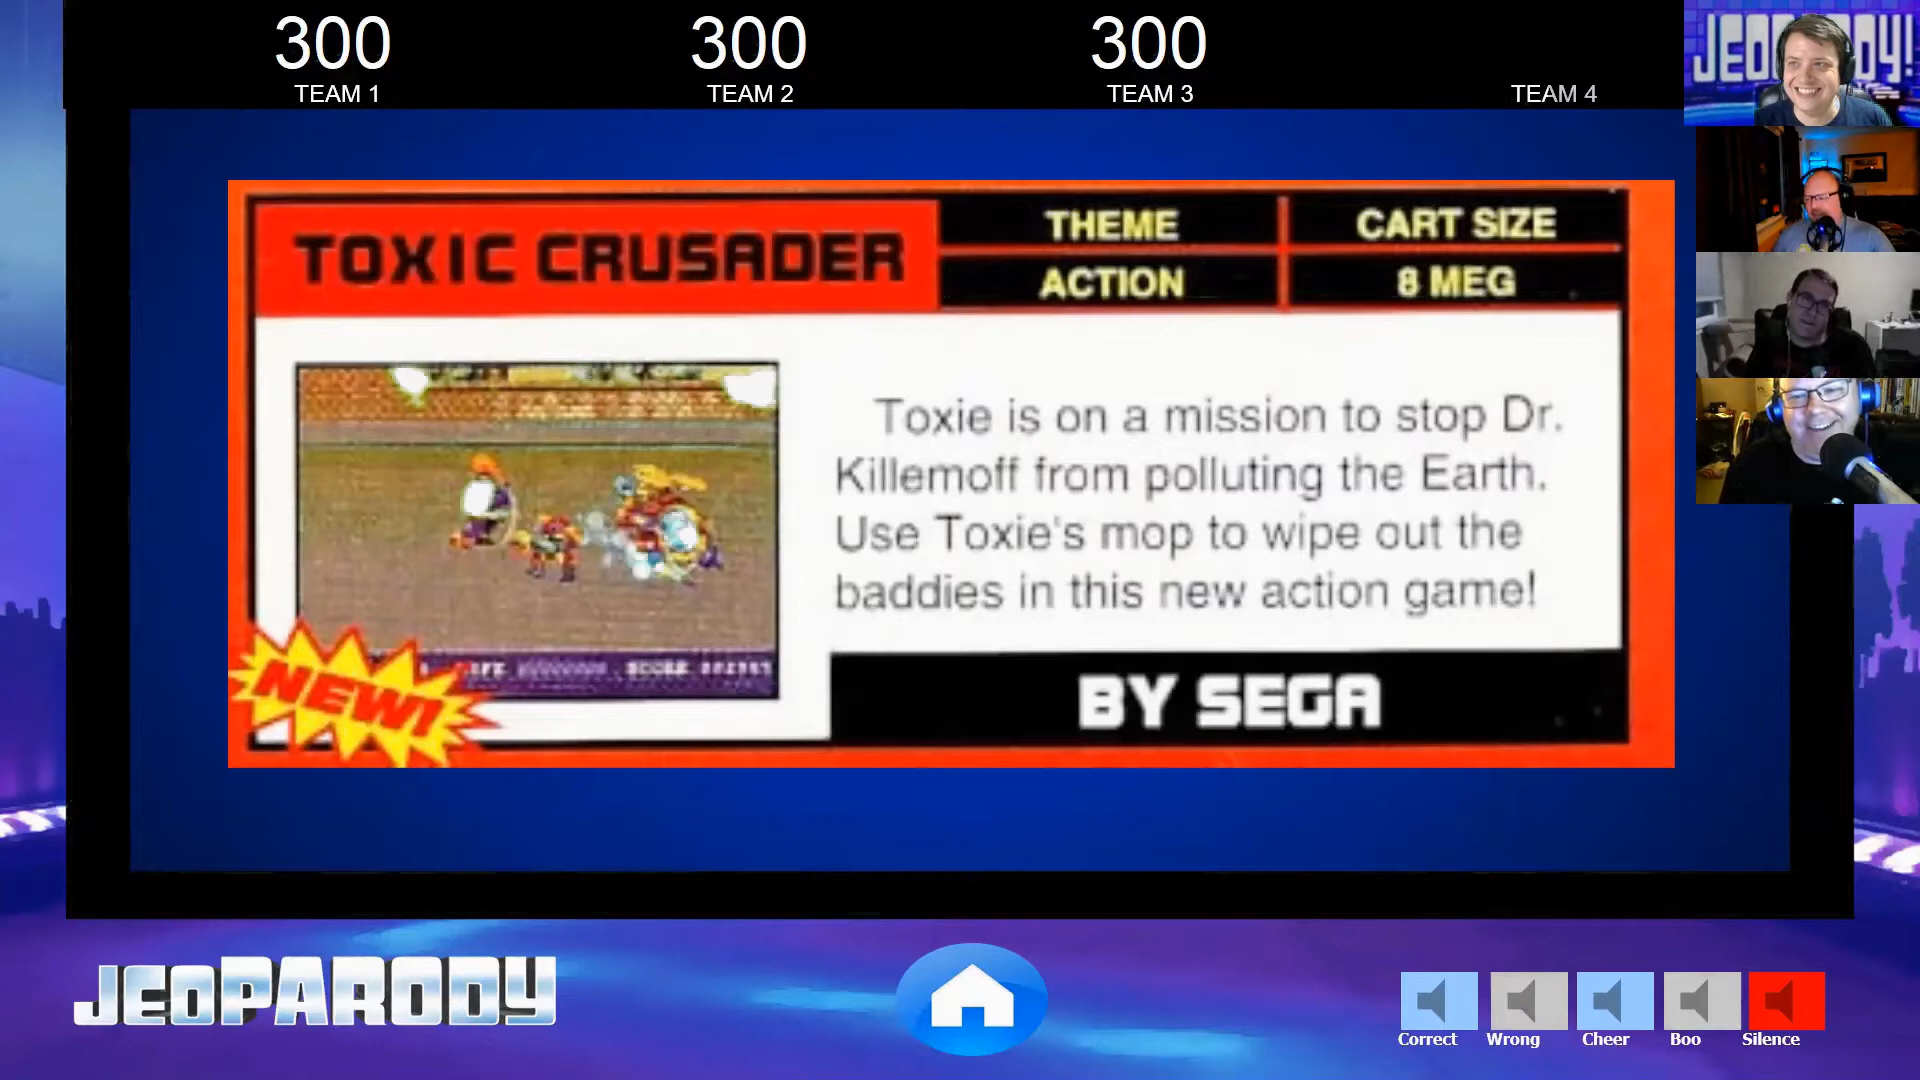 300
TEAM 1
300
TEAM 2
300
TEAM 3
TEAM 4
TOXIC CRUSADER
THEME
CART SIZE
ACTION
8 MEG
Toxie is on a mission to stop Dr.
Killemoff from polluting the Earth.
Use Toxie's mop to wipe out the
baddies in this new action game!
NEW!
SCORE
BY SEGA
JEOPARODY
Correct
Wrong
Cheer
Boo
Silence